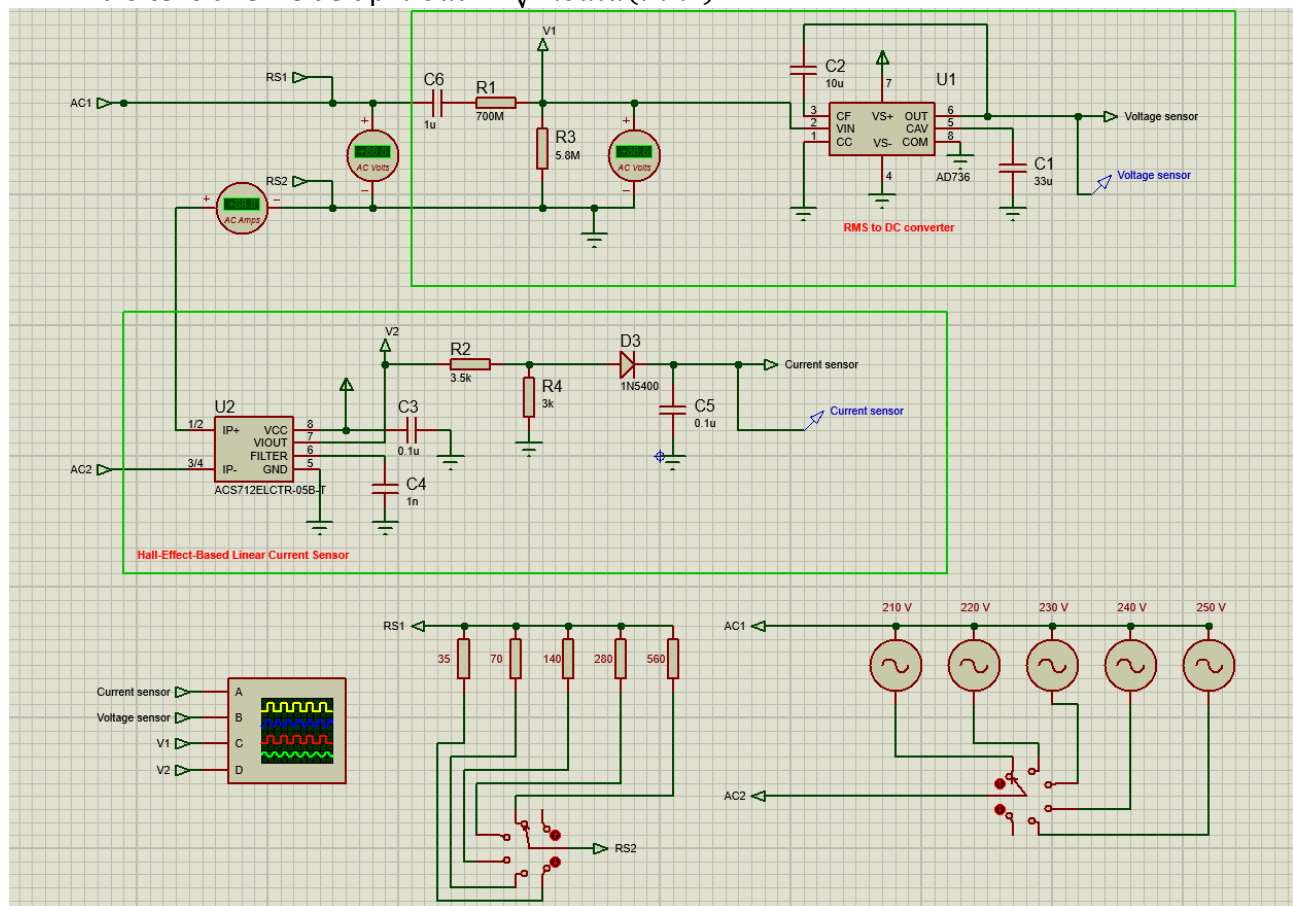 V1
RS1
AC1
C6
1u
R1
700M
C2
10u
U1
7
3
2
1
CF
VIN
CC
VS+
VS-
OUT
CAV
COM
6
5
8
4
AD736
Voltage sensor
Voltage sensor
C1
33u
R3
5.8M
+
AC Volts
+
AC Volts
RS2
+
AC Amps
RMS to DC converter
V2
R2
3.5k
D3
1N5400
Current sensor
Current sensor
R4
3k
C5
0.1u
U2
1/2
IP+
3/4
IP-
VCC
VIOUT
FILTER
GND
8
7
6
5
C3
0.1u
C4
1n
AC2
ACS712ELCTR-05B-T
Hall-Effect-Based Linear Current Sensor
RS1
35
70
140
280
560
RS2
AC1
210 V
220 V
230 V
240 V
250 V
AC2
Current sensor
Voltage sensor
V1
V2
A
B
C
D